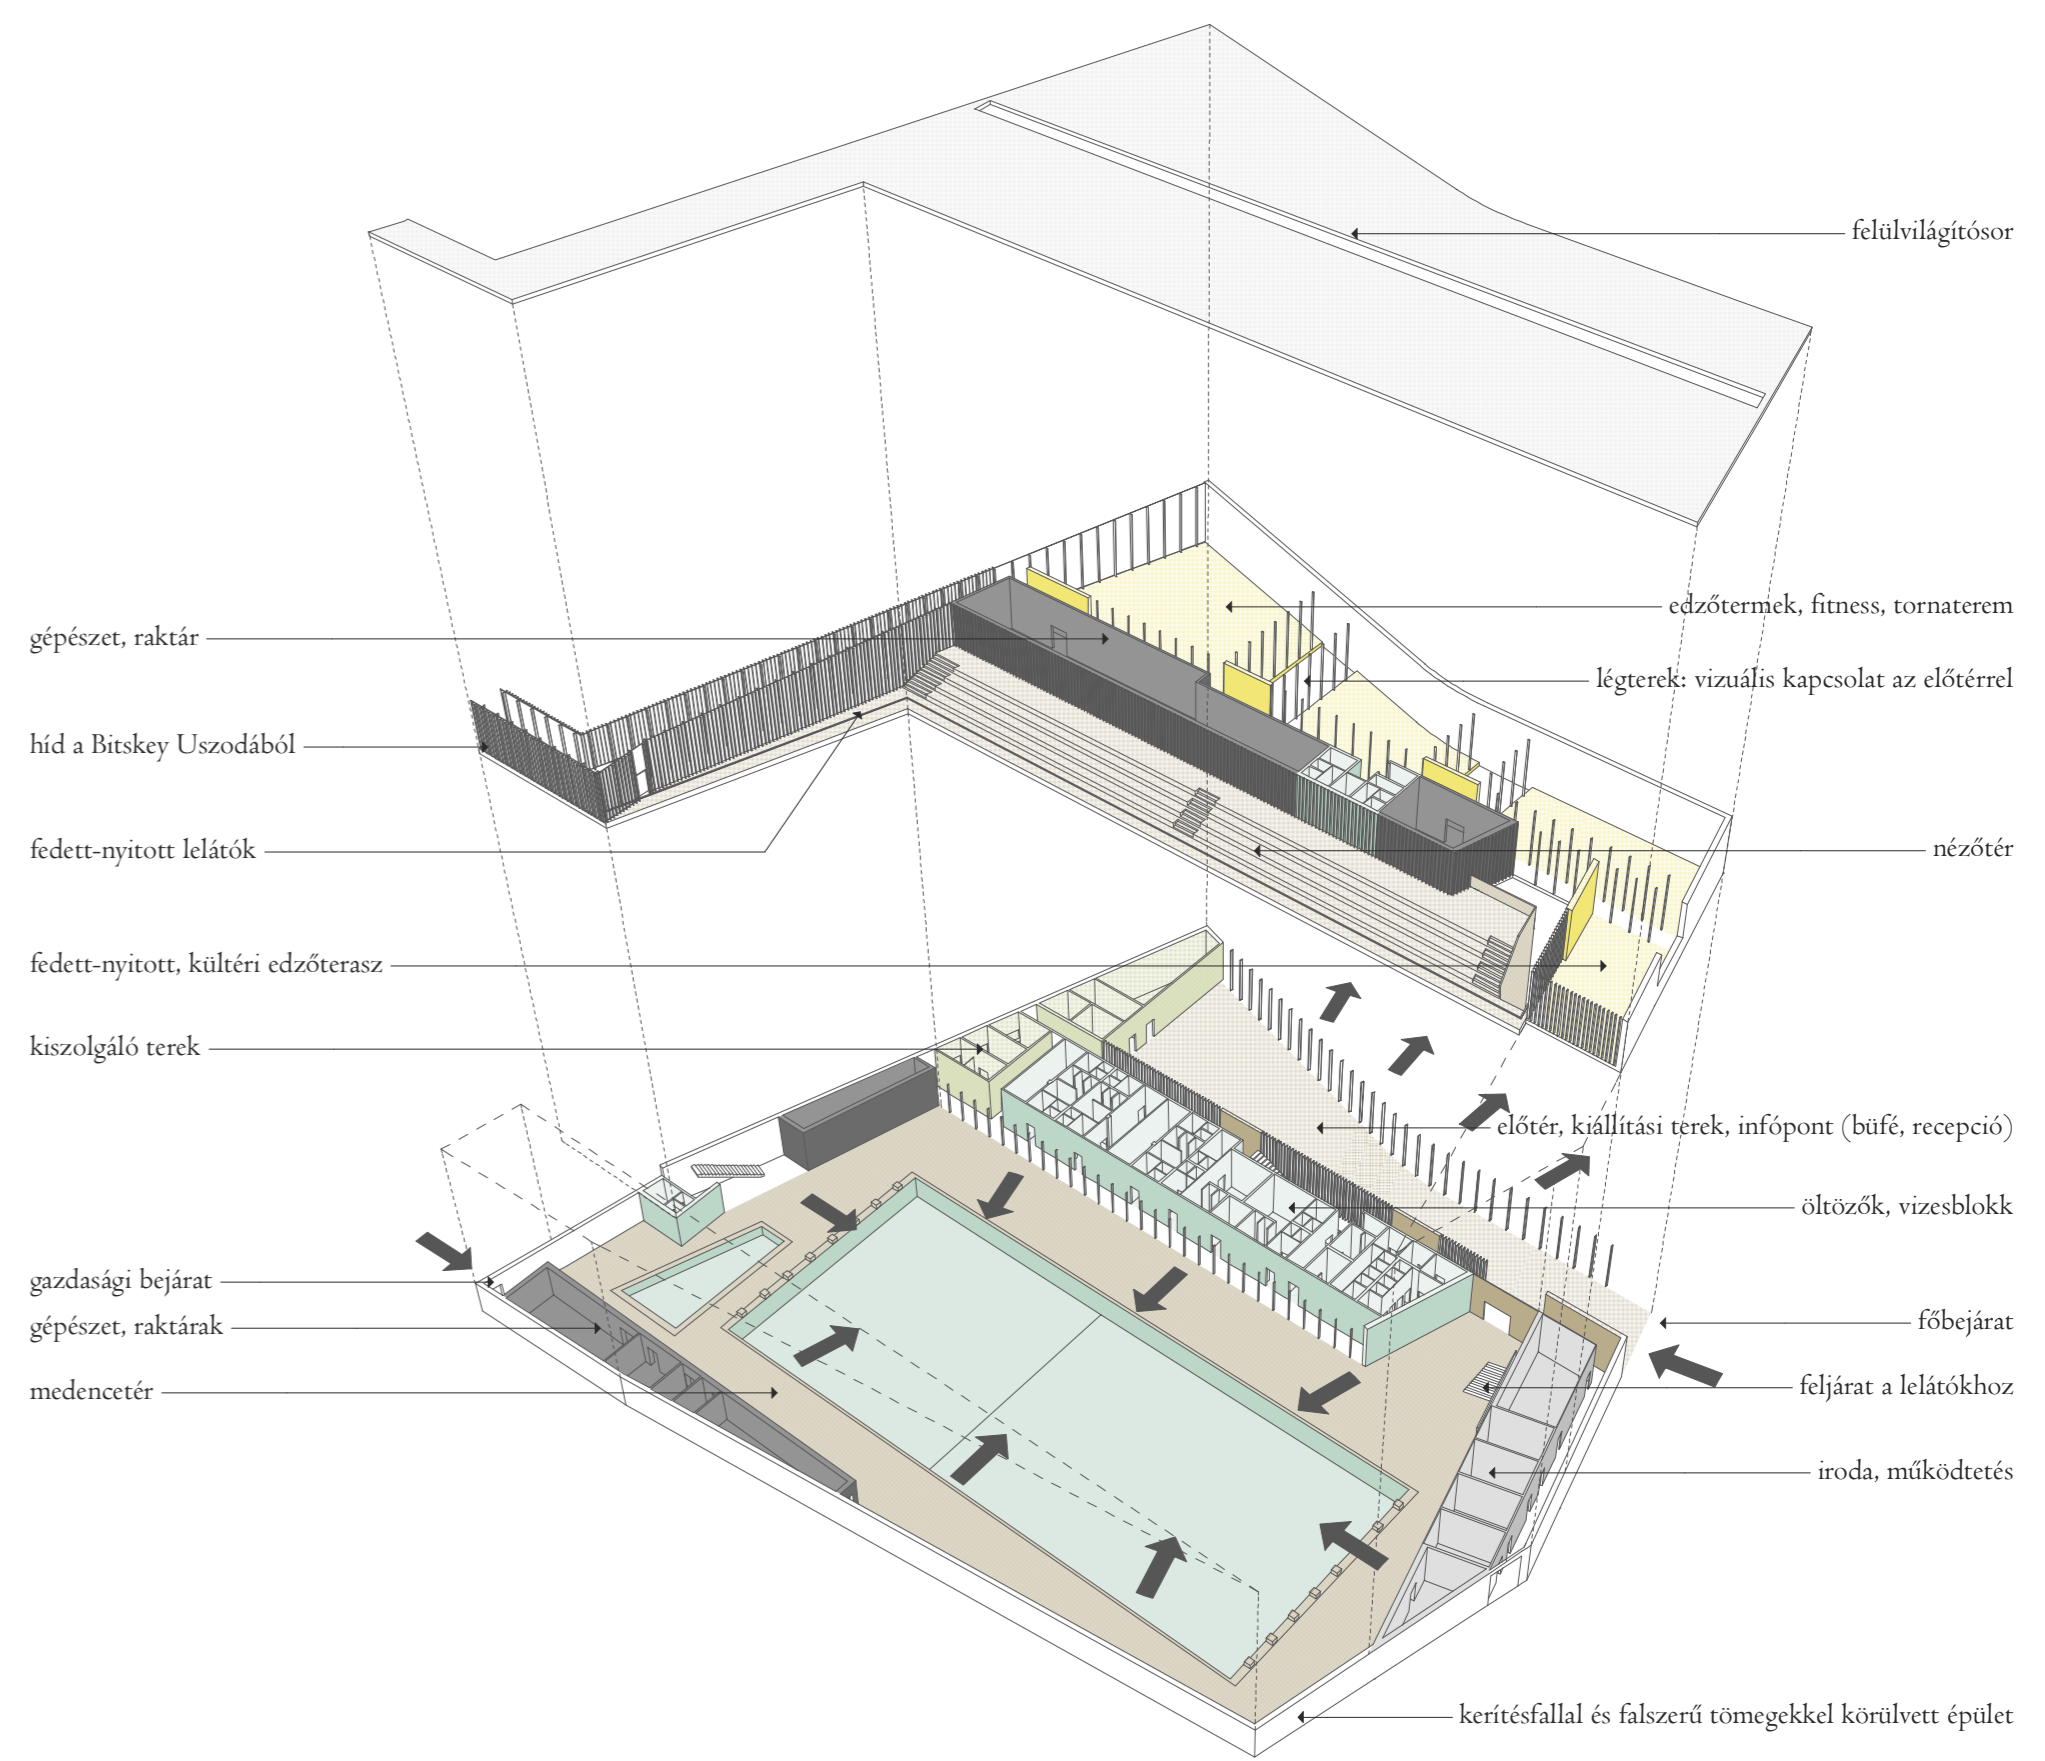 felülvilágítósor
edzőtermek, fitness, tornaterem
gépészet, raktár
légterek: vizuális kapcsolat az előtérrel
híd a Bitskey Uszodából
fedett-nyitott lelátók
nézőtér
fedett-nyitott, kültéri edzőterasz
kiszolgáló terek
előtér, kiállítási terek, infópont (büfé, recepció)
öltözők, vizesblokk
gazdasági bejárat
főbejárat
gépészet, raktárak
feljárat a lelátókhoz
medencetér
iroda, működtetés
kerítésfallal és falszerű tömegekkel körülvett épület